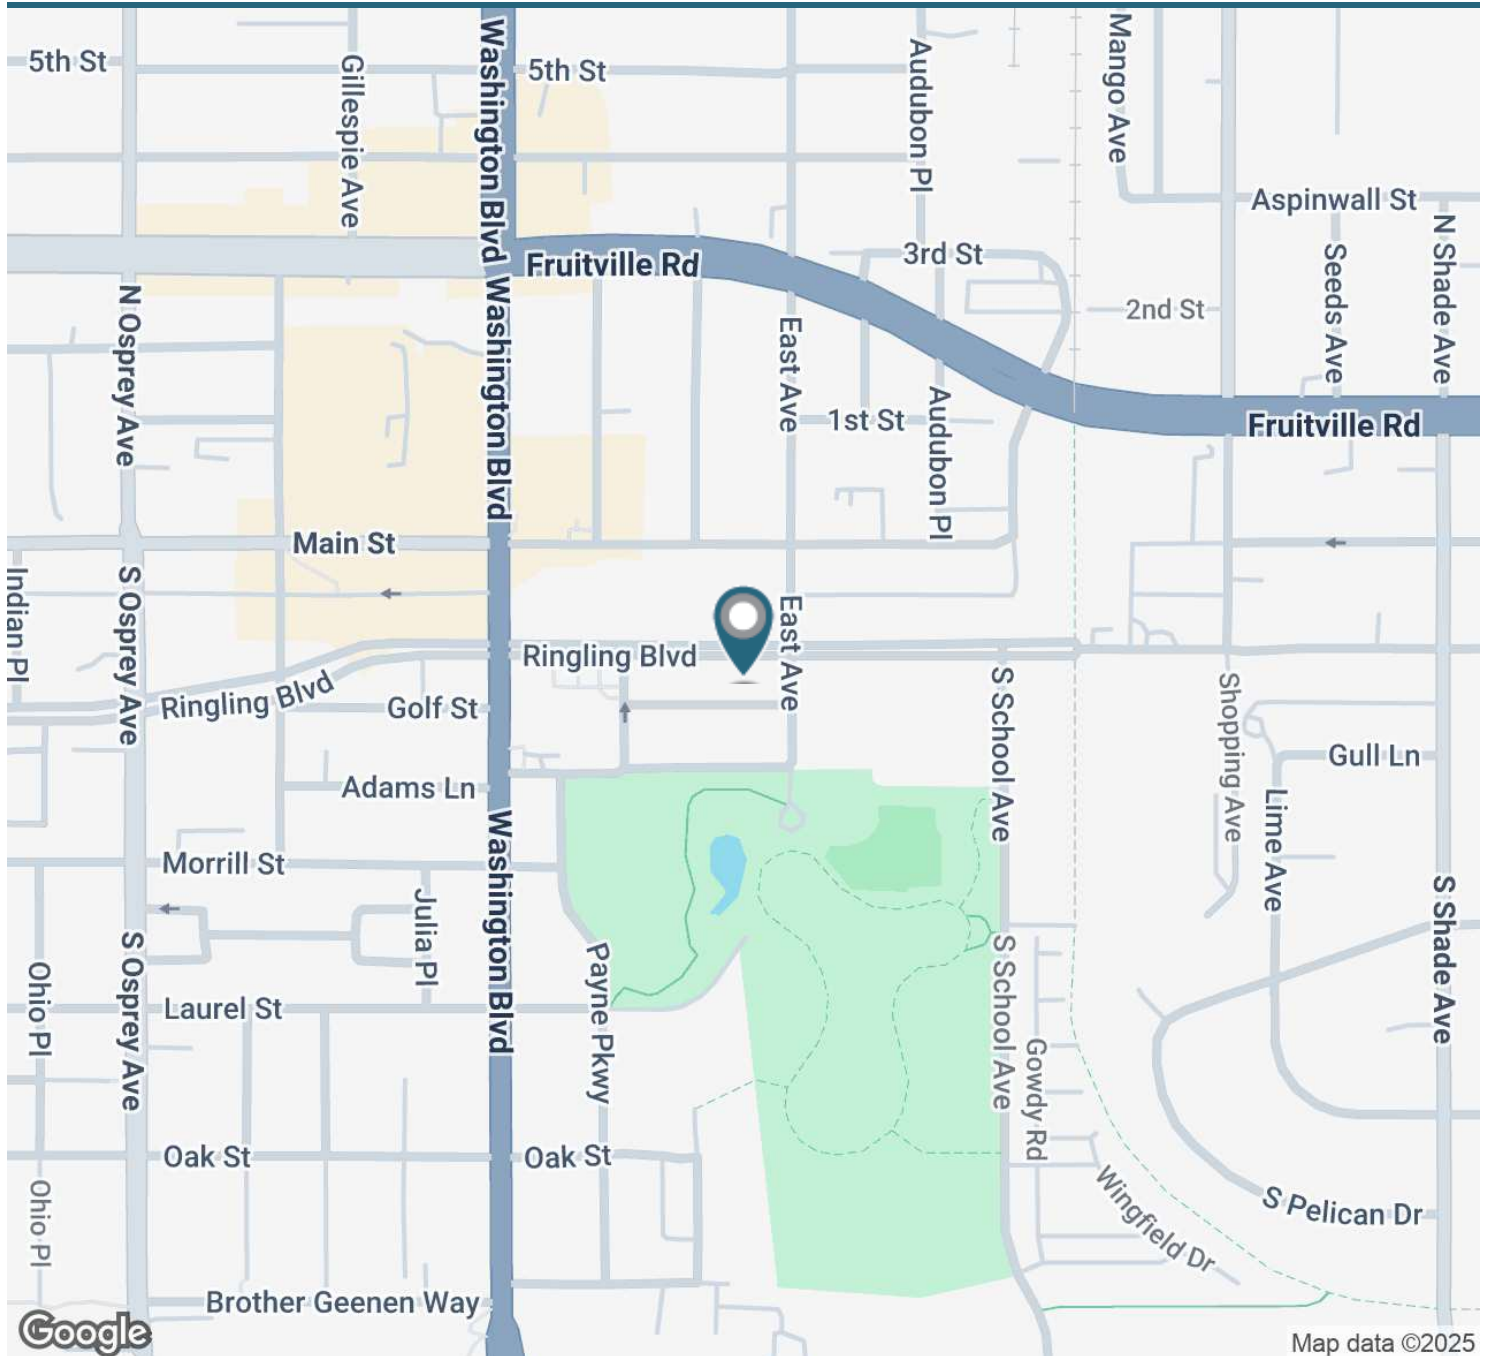 5th St
Gillespie Ave
Washington Blvd
5th St
Audubon Pl
Mango Ave
Aspinwall St
N Shade Ave
Seeds Ave
3rd St
Fruitville Rd
2nd St
N Osprey Ave
Washington Blvd
East Ave
1st St
Audubon Pl
Fruitville Rd
Main St
Indian Pl
S Osprey Ave
East Ave
Ringling Blvd
Ringling Blvd
Golf St
S School Ave
Shopping Ave
Gull Ln
Adams Ln
Lime Ave
Washington Blvd
Morrill St
Julia Pl
S Shade Ave
Ohio Pl
S Osprey Ave
Laurel St
Payne Pkwy
S School Ave
Gowdy Rd
Oak St
Oak St
Ohio Pl
Wingfield Dr
S Pelican Dr
Brother Geenen Way
Google
Map data ©2025